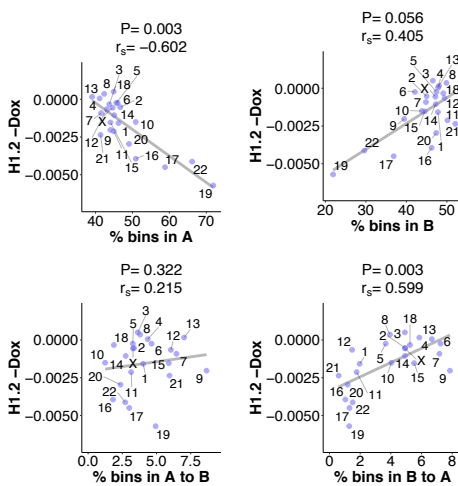 P= 0.003
rs= −0.602
H1.2 −Dox
0.0000
−0.0025
−0.0050
13 8 3 5
4 X 18 6 2
7 10
12 21 11 15 20 16 17 22
19
40 50 60 70
% bins in A
P= 0.056
rs= 0.405
H1.2 −Dox
0.0000
−0.0025
−0.0050
5 3 8 4
6 X 13 18
7 2
10 9 14 12
22 17 16 1 20 11 21
19
20 30 40 50
% bins in B
P= 0.322
rs= 0.215
H1.2 −Dox
0.0000
−0.0025
−0.0050
3
18 8 4 12 17
10 2 6
14 X 1 15 7
20 21 9
22 11
16 17
19
0.0 2.5 5.0 7.5
% bins in A to B
P= 0.003
rs= 0.599
H1.2 −Dox
0.0000
−0.0025
−0.0050
8 3 18 13
12 2 4 6
1 5 14 X
21 10 15 7 9
16 20 11
17 22
19
0 2 4 6 8
% bins in B to A